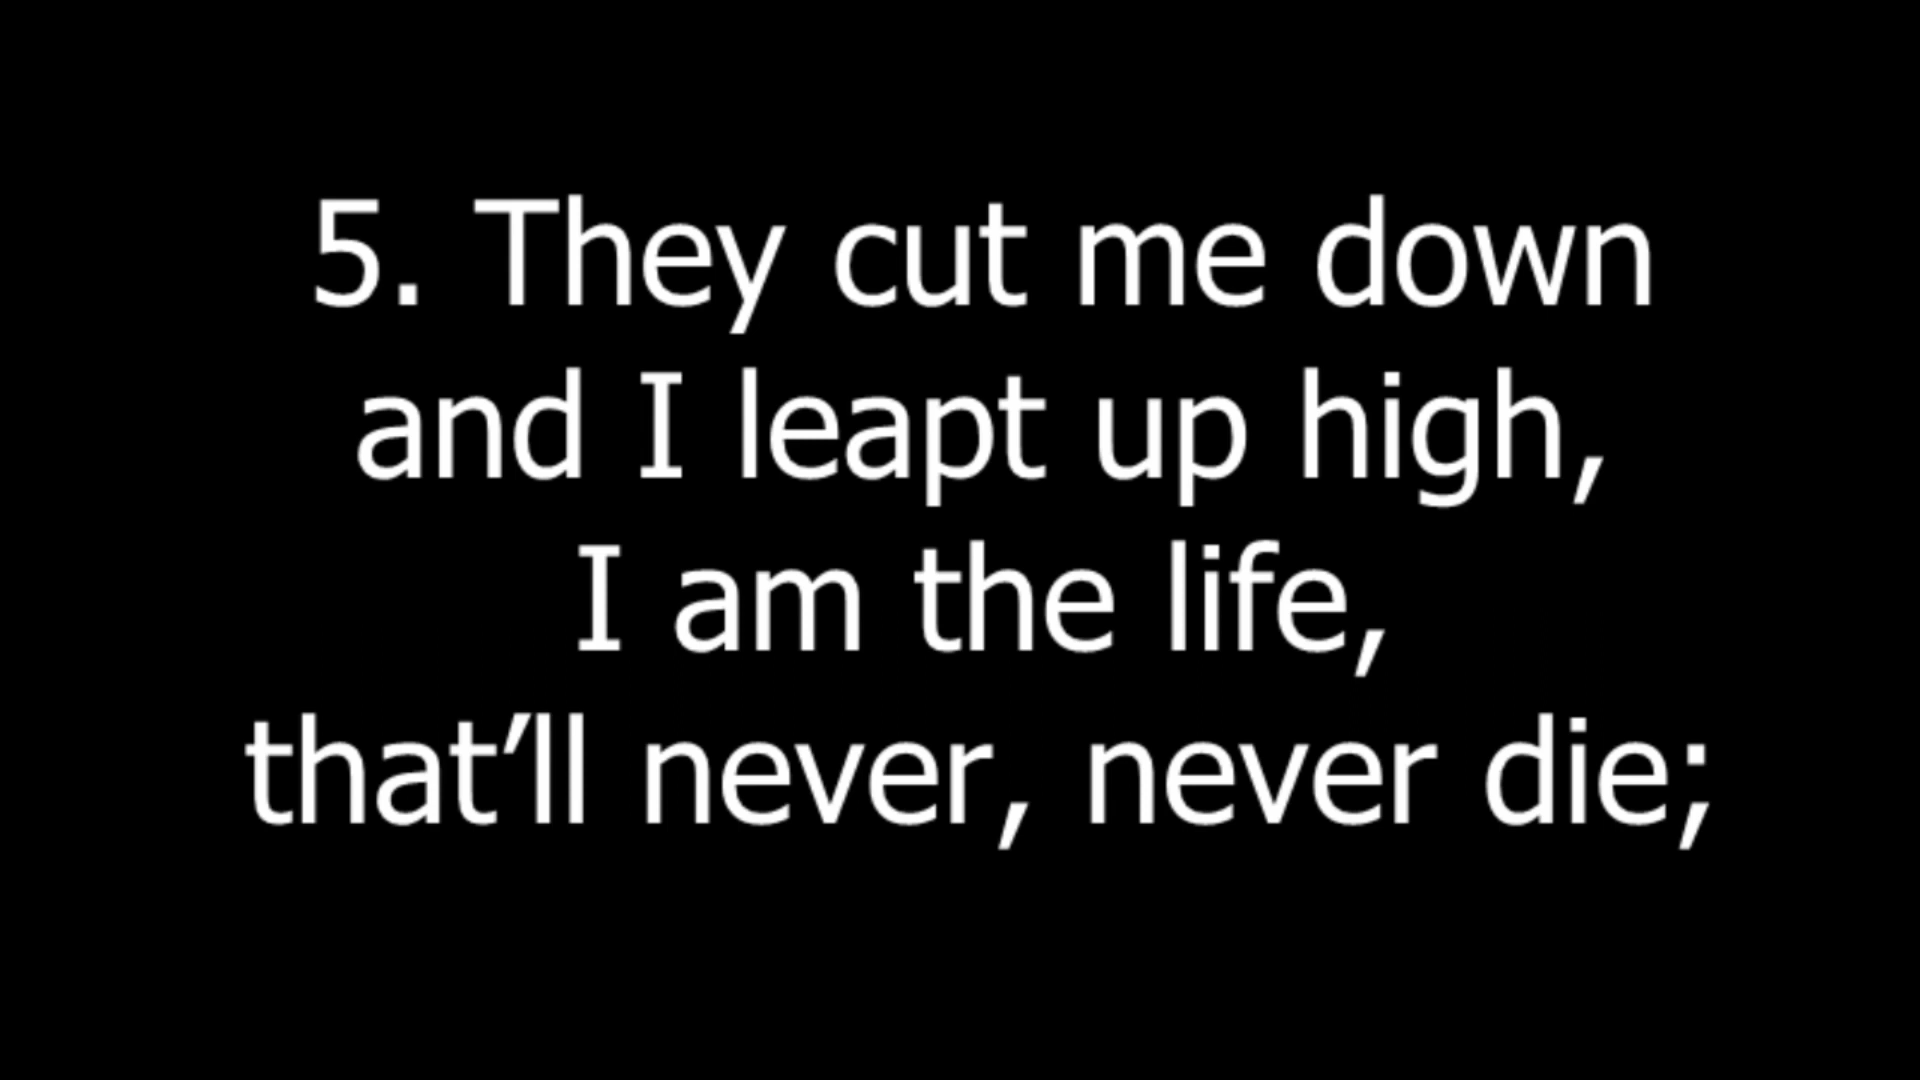 5. They cut me down
and I leapt up high,
I am the life,
that’ll never, never die;